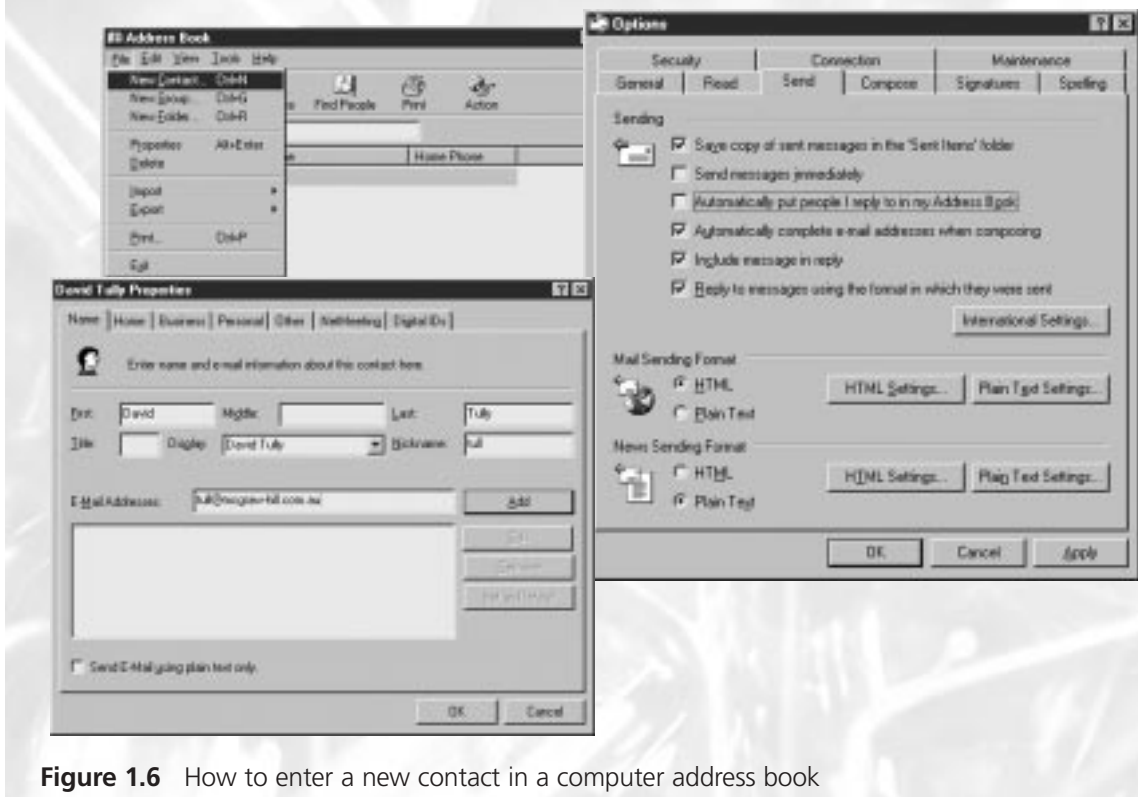 Address Book
File Edit View Tools Help
New Contact... Ctrl+N
New Group... Ctrl+G
New Folder... Ctrl+R
Properties Alt+Enter
Delete
Import
Export
Print... Ctrl+P
Exit
Find People Print Action
Home Phone
Options
Security Connection Maintenance
General Read Send Compose Signatures Spelling
Sending
Save copy of sent messages in the 'Sent Items' folder
Send messages immediately
Automatically put people I reply to in my Address Book
Automatically complete e-mail addresses when composing
Include message in reply
Reply to messages using the format in which they were sent
International Settings...
Mail Sending Format
HTML HTML Settings... Plain Text Settings...
Plain Text
News Sending Format
HTML HTML Settings... Plain Text Settings...
Plain Text
OK Cancel Apply
David Tully Properties
Name Home Business Personal Other NetMeeting Digital IDs
Enter name and e-mail information about this contact here.
First: David Middle: Last: Tully
Title: Display: David Tully Nickname: tull
E-Mail Addresses: tull@mcgraw-hill.com.au Add
Send E-Mail using plain text only.
OK Cancel
Figure 1.6 How to enter a new contact in a computer address book